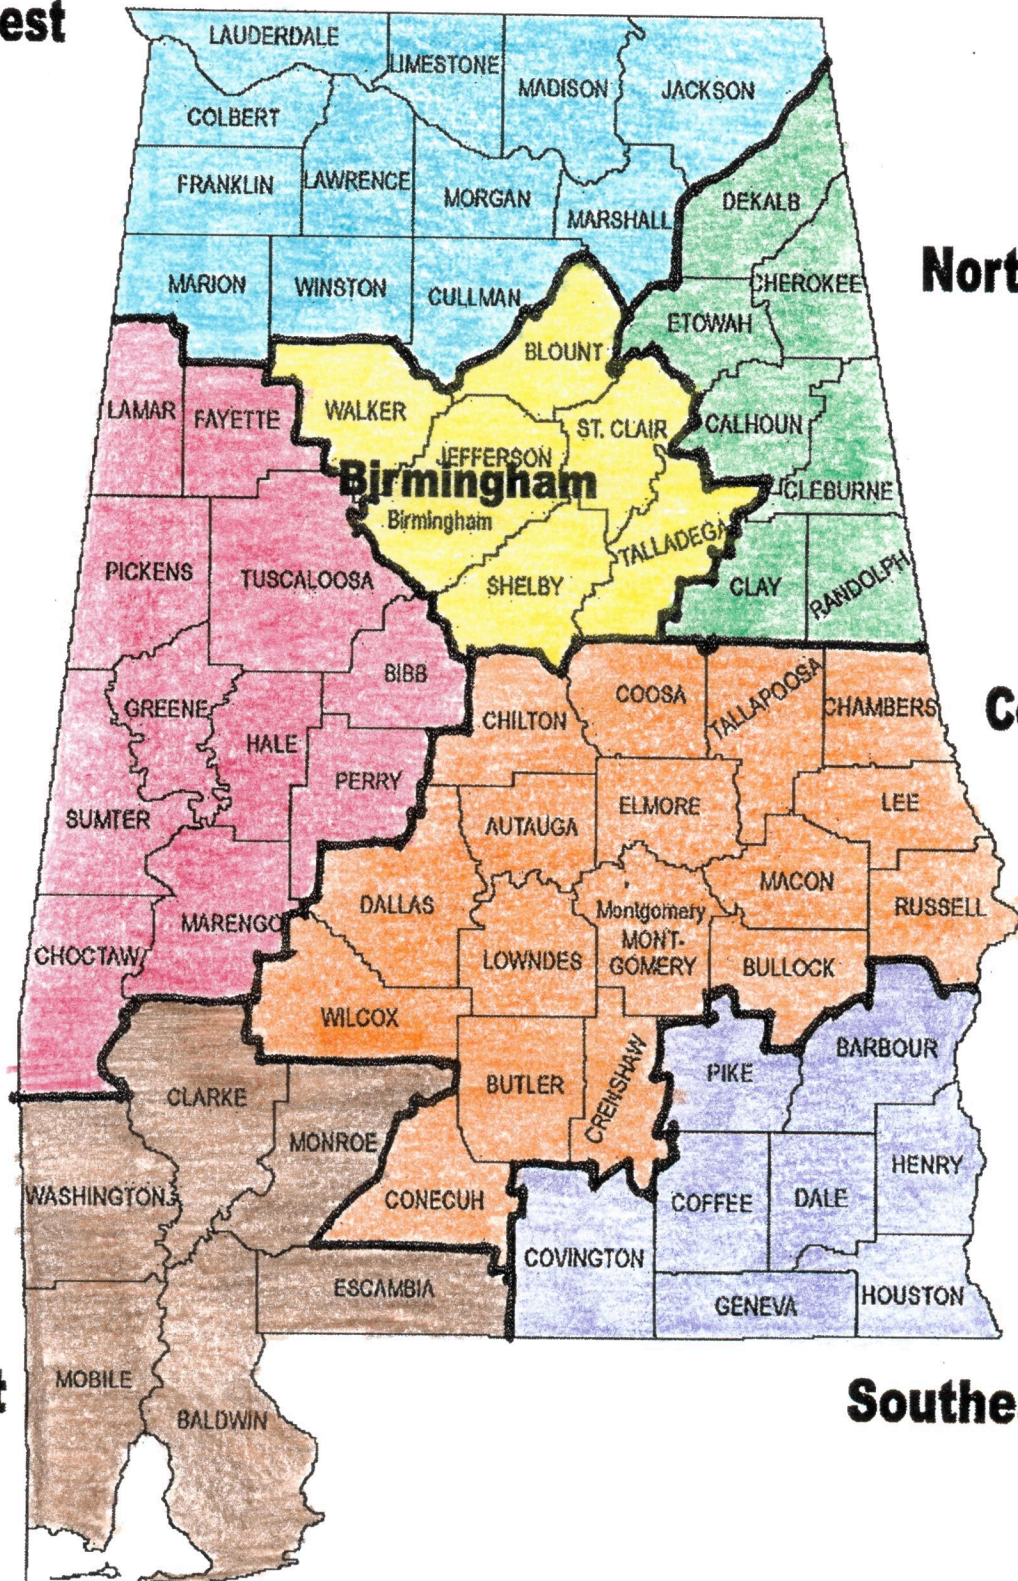 est
LAUDERDALE
LIMESTONE
MADISON
JACKSON
COLBERT
FRANKLIN
LAWRENCE
MORGAN
MARSHALL
DEKALB
MARION
WINSTON
CULLMAN
CHEROKEE
Nort
ETOWAH
BLOUNT
LAMAR
FAYETTE
WALKER
ST. CLAIR
CALHOUN
JEFFERSON
Birmingham
Birmingham
CLEBURNE
PICKENS
TUSCALOOSA
SHELBY
TALLADEGA
CLAY
RANDOLPH
BIBB
GREENE
HALE
CHILTON
COOSA
TALLAPOOSA
CHAMBERS
PERRY
SUMTER
AUTAUGA
ELMORE
LEE
MACON
DALLAS
MARENGO
Montgomery
MONT-
GOMERY
RUSSELL
CHOCTAW
LOWNDES
BULLOCK
WILCOX
BARBOUR
PIKE
CLARKE
BUTLER
CRENSHAW
MONROE
WASHINGTON
CONECUH
COFFEE
DALE
HENRY
COVINGTON
ESCAMBIA
GENEVA
HOUSTON
MOBILE
BALDWIN
Southe